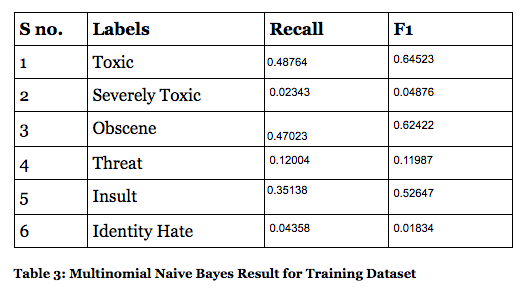 S no. Labels Recall F1
1 Toxic 0.48764 0.64523
2 Severely Toxic 0.02343 0.04876
3 Obscene 0.47023 0.62422
4 Threat 0.12004 0.11987
5 Insult 0.35138 0.52647
6 Identity Hate 0.04358 0.01834
Table 3: Multinomial Naive Bayes Result for Training Dataset